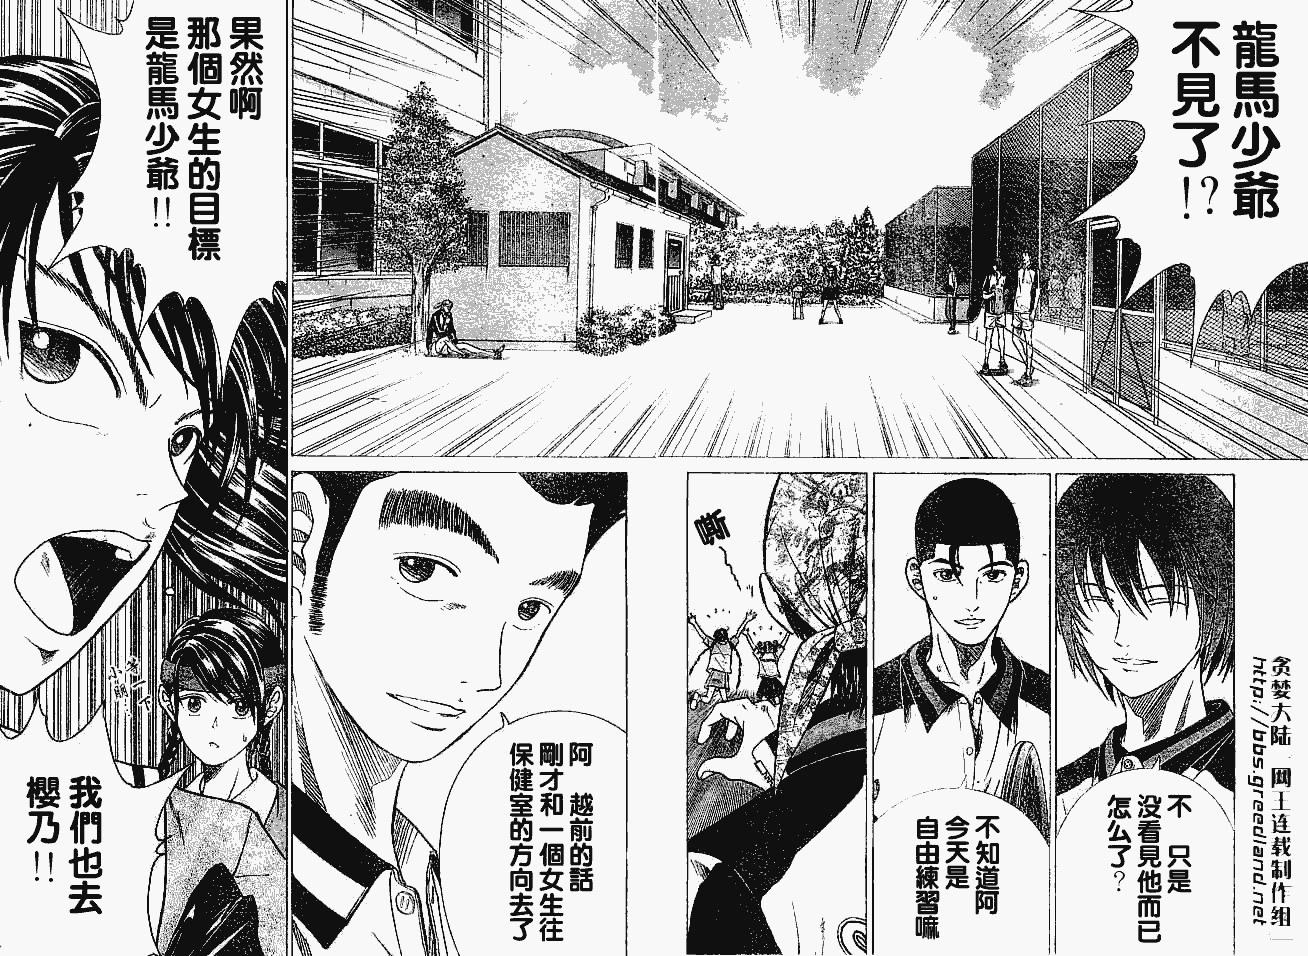 龍馬少爺
不見了!?
不 只是
没看見他而已
怎么了?
不知道阿
今天是
自由練習嘛
阿 越前的話
剛才和一個女生往
保健室的方向去了
果然啊
那個女生的目標
是龍馬少爺!!
我們也去
櫻乃!!
贪婪大陆 网王连载制作组
http://bbs.greedland.net